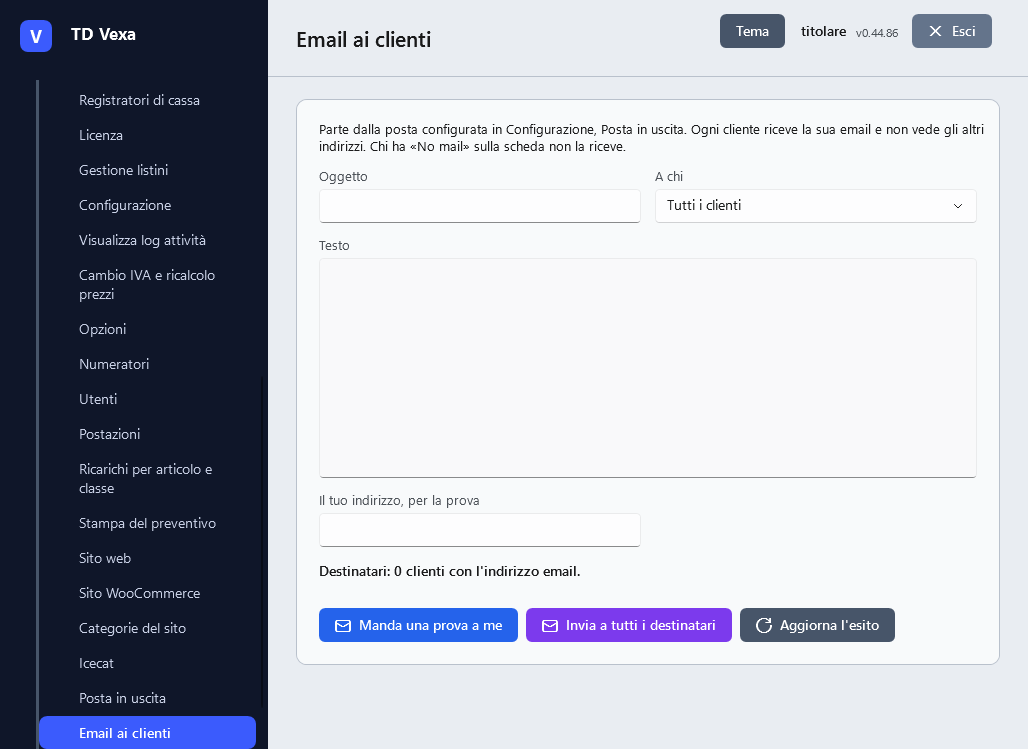 V TD Vexa
Registratori di cassa
Licenza
Gestione listini
Configurazione
Visualizza log attività
Cambio IVA e ricalcolo
prezzi
Opzioni
Numeratori
Utenti
Postazioni
Ricarichi per articolo e
classe
Stampa del preventivo
Sito web
Sito WooCommerce
Categorie del sito
Icecat
Posta in uscita
Email ai clienti
Email ai clienti
Tema titolare v0.44.86 Esci
Parte dalla posta configurata in Configurazione, Posta in uscita. Ogni cliente riceve la sua email e non vede gli altri
indirizzi. Chi ha «No mail» sulla scheda non la riceve.
Oggetto A chi
Tutti i clienti
Testo
Il tuo indirizzo, per la prova
Destinatari: 0 clienti con l'indirizzo email.
Manda una prova a me Invia a tutti i destinatari Aggiorna l'esito